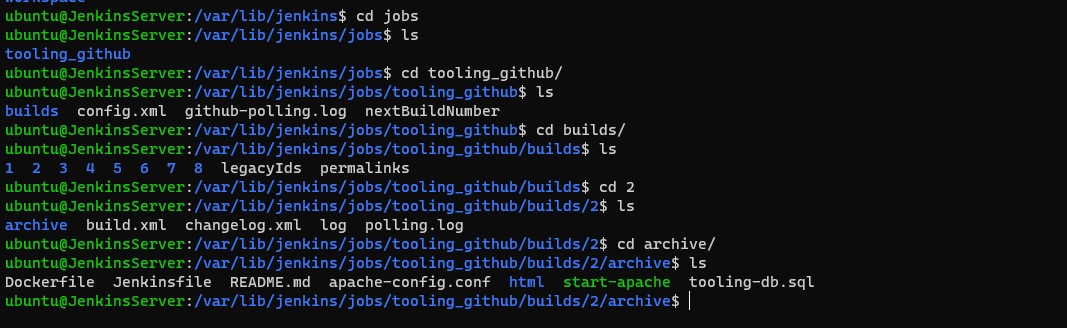 workspace
ubuntu@JenkinsServer:/var/lib/jenkins$ cd jobs
ubuntu@JenkinsServer:/var/lib/jenkins/jobs$ ls
tooling_github
ubuntu@JenkinsServer:/var/lib/jenkins/jobs$ cd tooling_github/
ubuntu@JenkinsServer:/var/lib/jenkins/jobs/tooling_github$ ls
builds  config.xml  github-polling.log  nextBuildNumber
ubuntu@JenkinsServer:/var/lib/jenkins/jobs/tooling_github$ cd builds/
ubuntu@JenkinsServer:/var/lib/jenkins/jobs/tooling_github/builds$ ls
1  2  3  4  5  6  7  8  legacyIds  permalinks
ubuntu@JenkinsServer:/var/lib/jenkins/jobs/tooling_github/builds$ cd 2
ubuntu@JenkinsServer:/var/lib/jenkins/jobs/tooling_github/builds/2$ ls
archive  build.xml  changelog.xml  log  polling.log
ubuntu@JenkinsServer:/var/lib/jenkins/jobs/tooling_github/builds/2$ cd archive/
ubuntu@JenkinsServer:/var/lib/jenkins/jobs/tooling_github/builds/2/archive$ ls
Dockerfile  Jenkinsfile  README.md  apache-config.conf  html  start-apache  tooling-db.sql
ubuntu@JenkinsServer:/var/lib/jenkins/jobs/tooling_github/builds/2/archive$